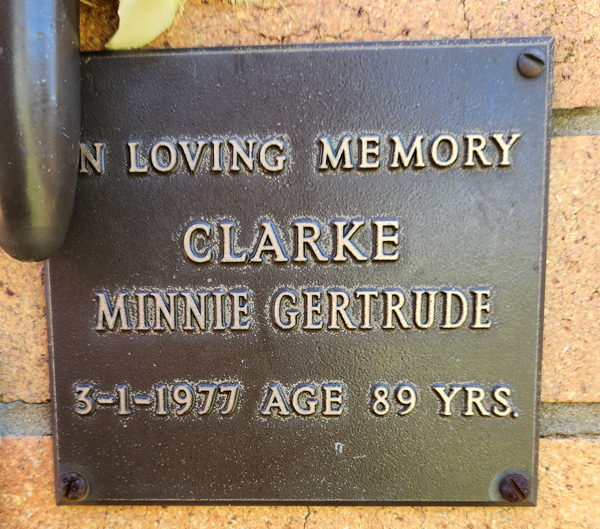 N LOVING MEMORY
CLARKE
MINNIE GERTRUDE
3-1-1977 AGE 89 YRS.